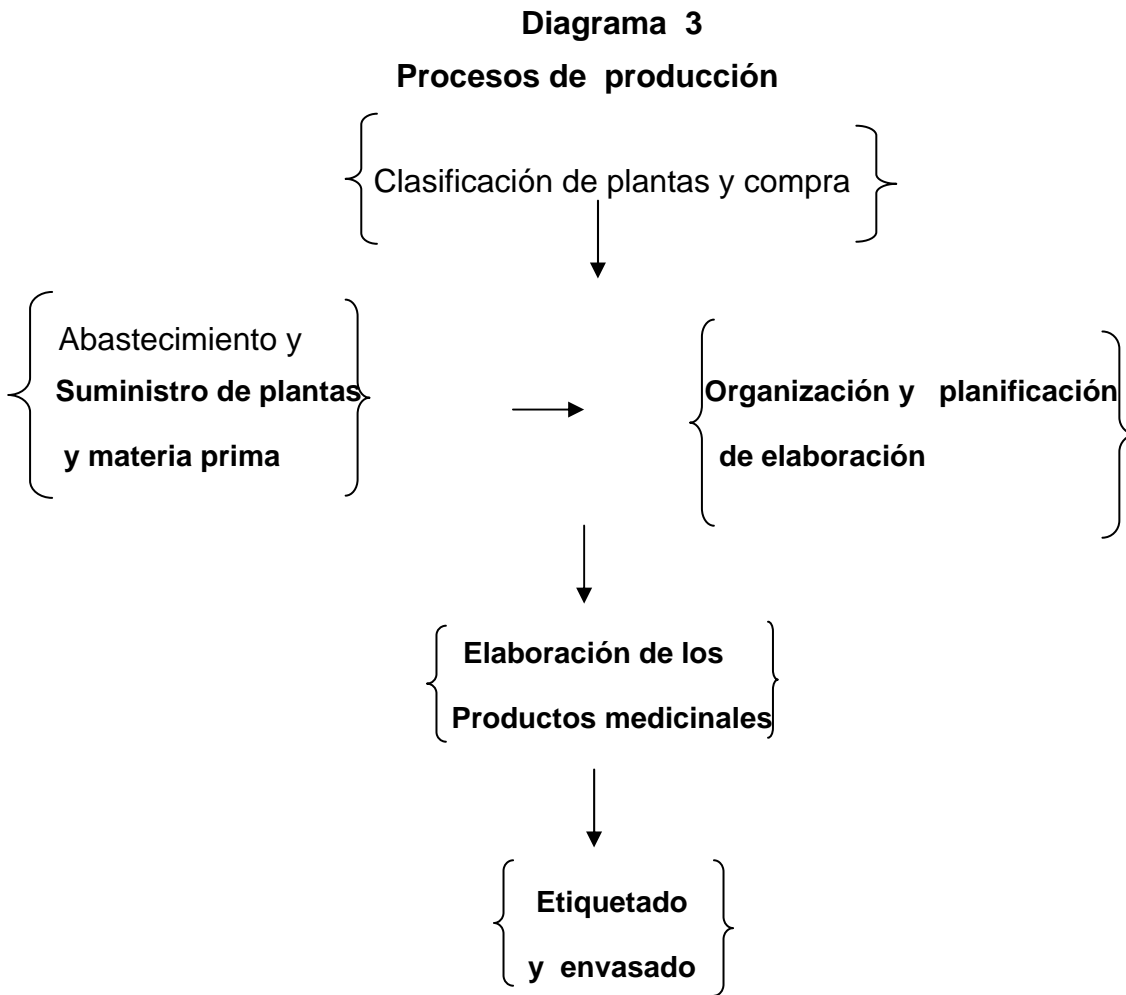 Diagrama 3
Procesos de producción
Clasificación de plantas y compra
Abastecimiento y
Suministro de plantas
y materia prima
Organización y planificación
de elaboración
Elaboración de los
Productos medicinales
Etiquetado
y envasado